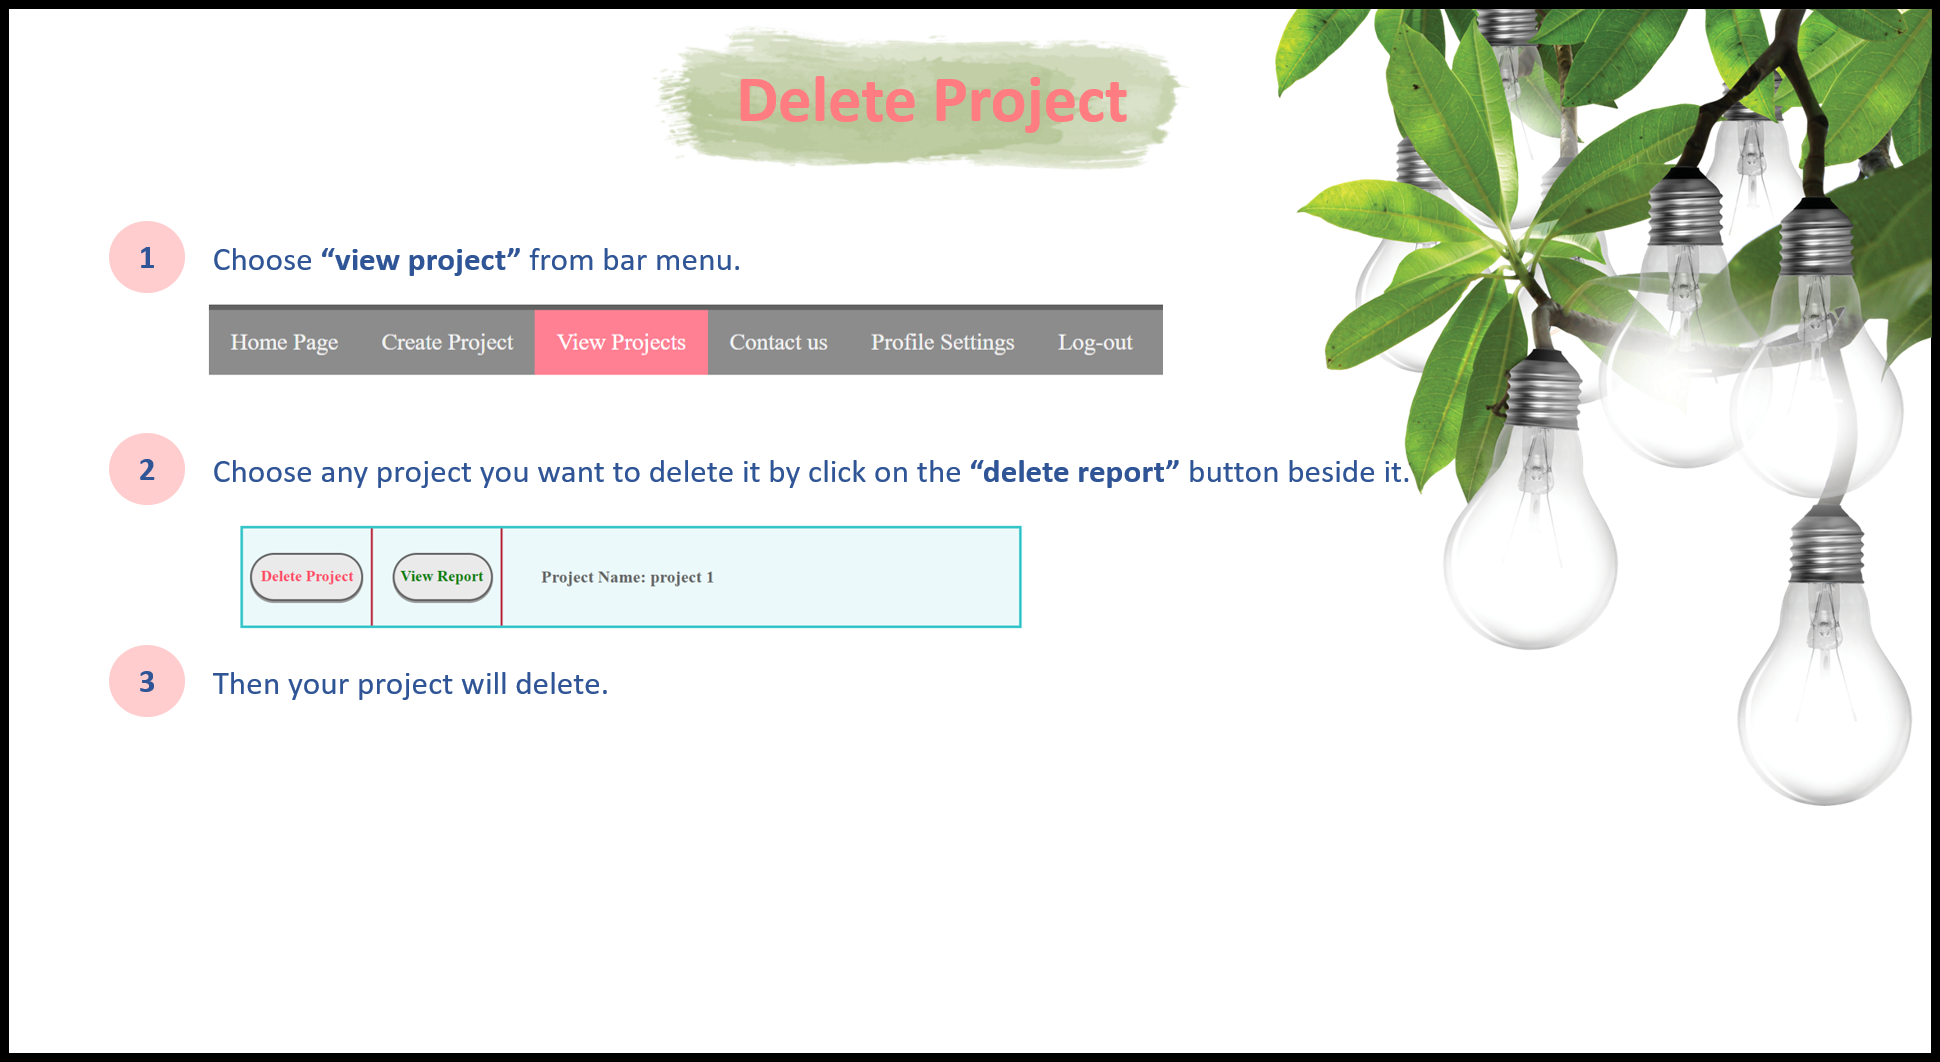 Delete Project
1
Choose “view project” from bar menu.
Home Page Create Project View Projects Contact us Profile Settings Log-out
2
Choose any project you want to delete it by click on the “delete report” button beside it.
Delete Project View Report Project Name: project 1
3
Then your project will delete.